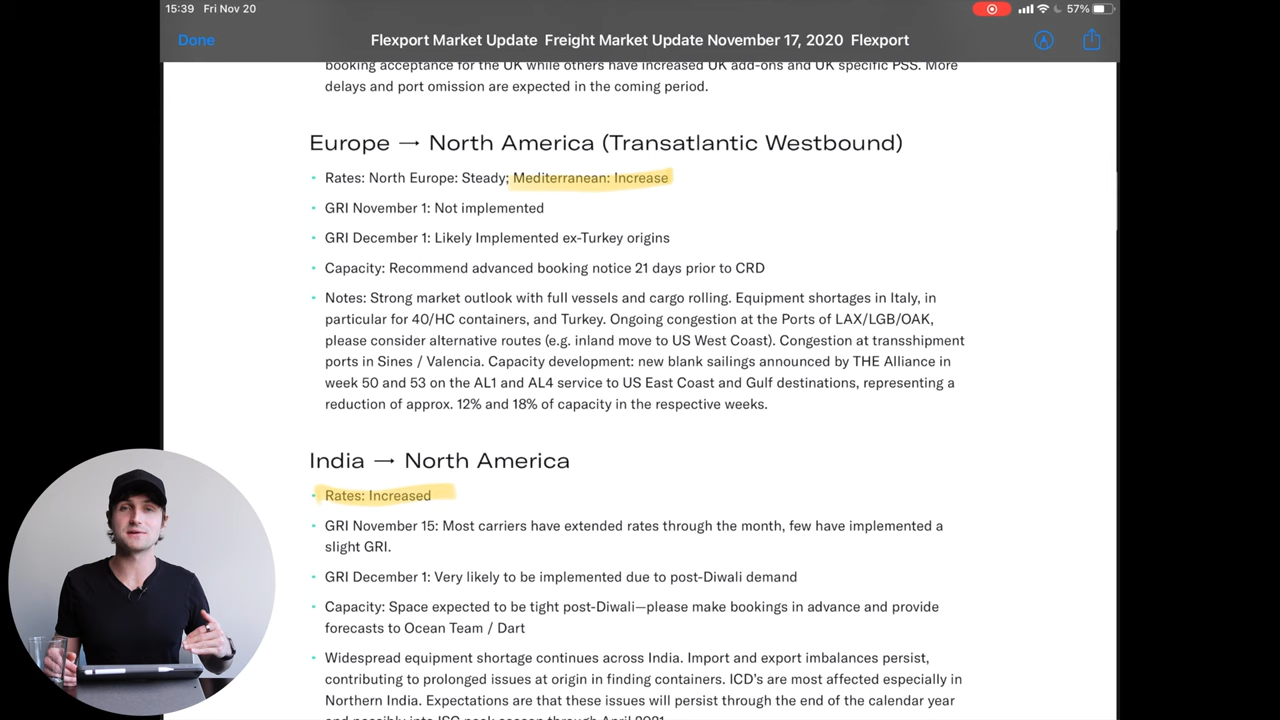 15:39 Fri Nov 20
57%
Done
Flexport Market Update Freight Market Update November 17, 2020 Flexport
booking acceptance for the UK while others have increased UK add-ons and UK specific PSS. More
delays and port omission are expected in the coming period.
Europe → North America (Transatlantic Westbound)
• Rates: North Europe: Steady; Mediterranean: Increase
• GRI November 1: Not implemented
• GRI December 1: Likely Implemented ex-Turkey origins
• Capacity: Recommend advanced booking notice 21 days prior to CRD
• Notes: Strong market outlook with full vessels and cargo rolling. Equipment shortages in Italy, in
particular for 40/HC containers, and Turkey. Ongoing congestion at the Ports of LAX/LGB/OAK,
please consider alternative routes (e.g. inland move to US West Coast). Congestion at transshipment
ports in Sines / Valencia. Capacity development: new blank sailings announced by THE Alliance in
week 50 and 53 on the AL1 and AL4 service to US East Coast and Gulf destinations, representing a
reduction of approx. 12% and 18% of capacity in the respective weeks.
India → North America
• Rates: Increased
• GRI November 15: Most carriers have extended rates through the month, few have implemented a
slight GRI.
• GRI December 1: Very likely to be implemented due to post-Diwali demand
• Capacity: Space expected to be tight post-Diwali—please make bookings in advance and provide
forecasts to Ocean Team / Dart
• Widespread equipment shortage continues across India. Import and export imbalances persist,
contributing to prolonged issues at origin in finding containers. ICD's are most affected especially in
Northern India. Expectations are that these issues will persist through the end of the calendar year
and possibly into ISC peak season through April 2021